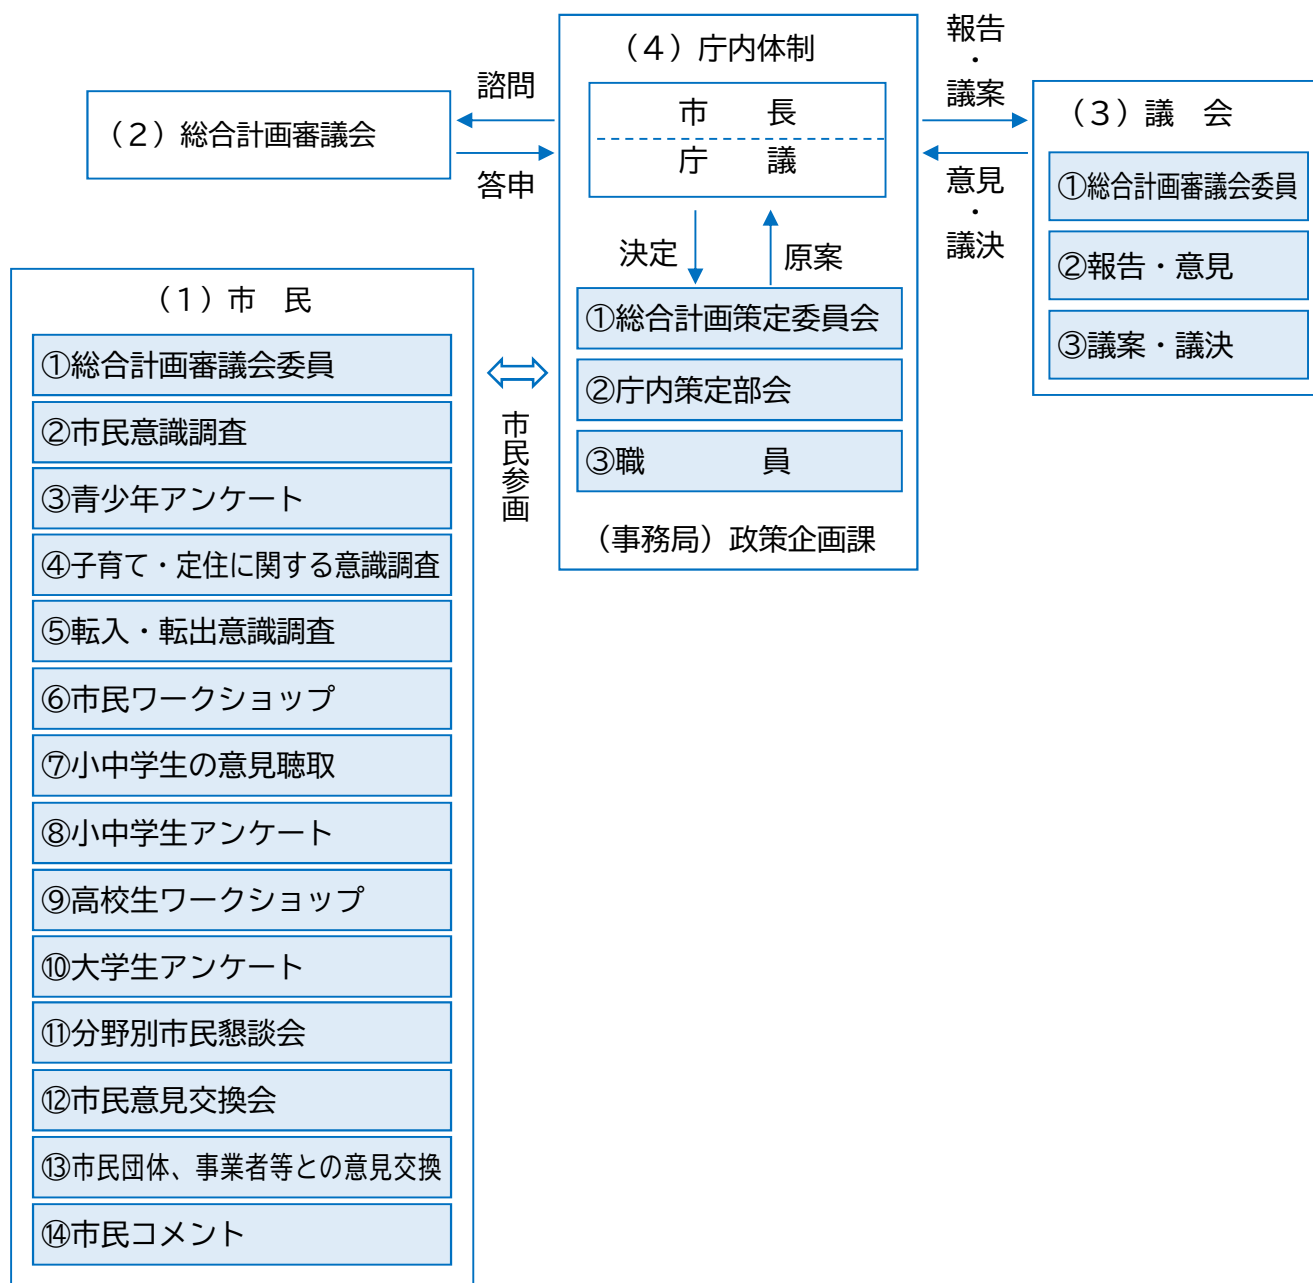 （2）総合計画審議会
諮問
答申
（4）庁内体制
市　　長
庁　　議
決定
原案
①総合計画策定委員会
②庁内策定部会
③職　　　　員
（事務局）政策企画課
報告
・
議案
意見
・
議決
（3）議　会
①総合計画審議会委員
②報告・意見
③議案・議決
（1）市　民
①総合計画審議会委員
②市民意識調査
③青少年アンケート
④子育て・定住に関する意識調査
⑤転入・転出意識調査
⑥市民ワークショップ
⑦小中学生の意見聴取
⑧小中学生アンケート
⑨高校生ワークショップ
⑩大学生アンケート
⑪分野別市民懇談会
⑫市民意見交換会
⑬市民団体、事業者等との意見交換
⑭市民コメント
市民参画